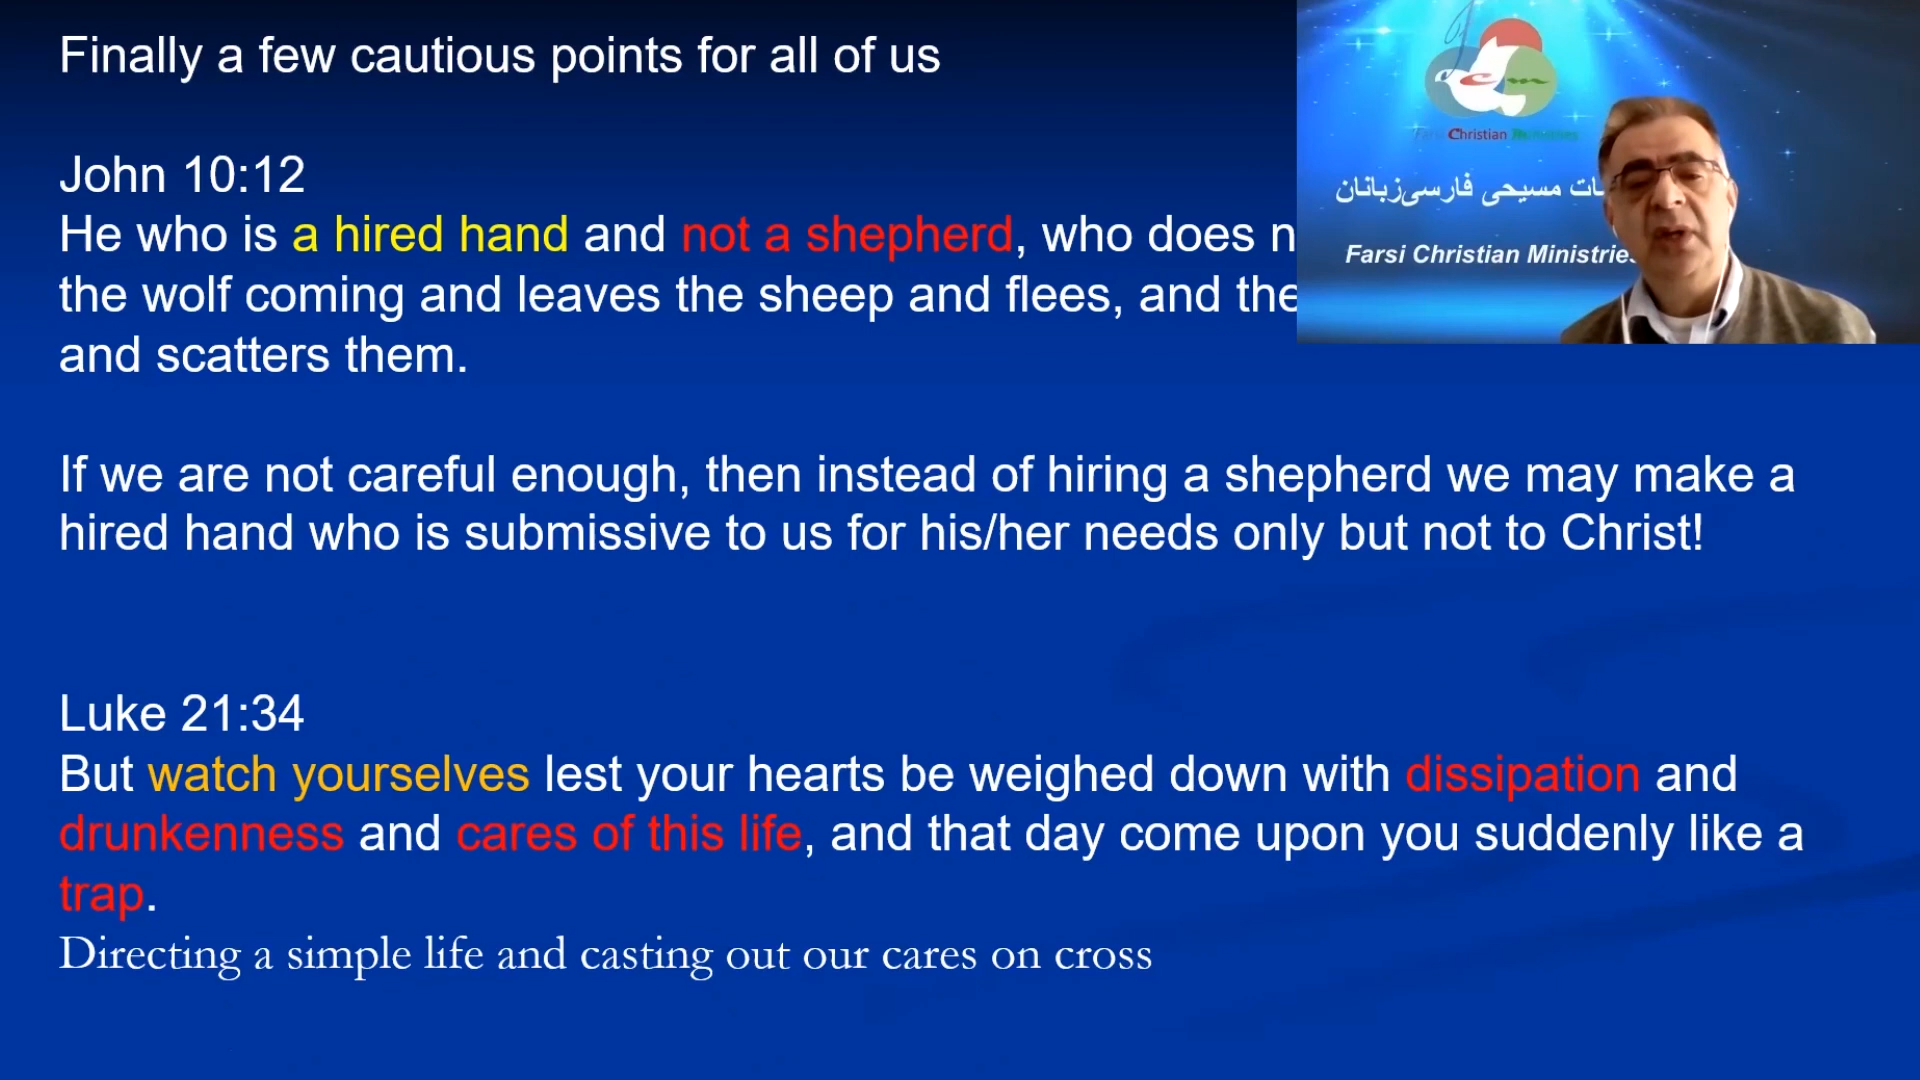 Finally a few cautious points for all of us
John 10:12
He who is a hired hand and not a shepherd, who does n
the wolf coming and leaves the sheep and flees, and the
and scatters them.
If we are not careful enough, then instead of hiring a shepherd we may make a
hired hand who is submissive to us for his/her needs only but not to Christ!
Luke 21:34
But watch yourselves lest your hearts be weighed down with dissipation and
drunkenness and cares of this life, and that day come upon you suddenly like a
trap.
Directing a simple life and casting out our cares on cross
cm
Farsi Christian Ministries
ات مسیحی فارسی‌زبانان
Farsi Christian Ministries